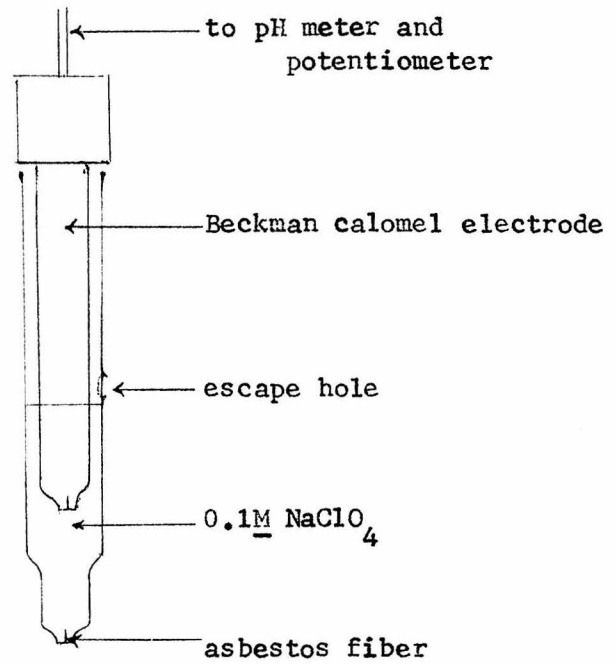 to pH meter and
potentiometer
Beckman calomel electrode
escape hole
0.1M NaClO4
asbestos fiber